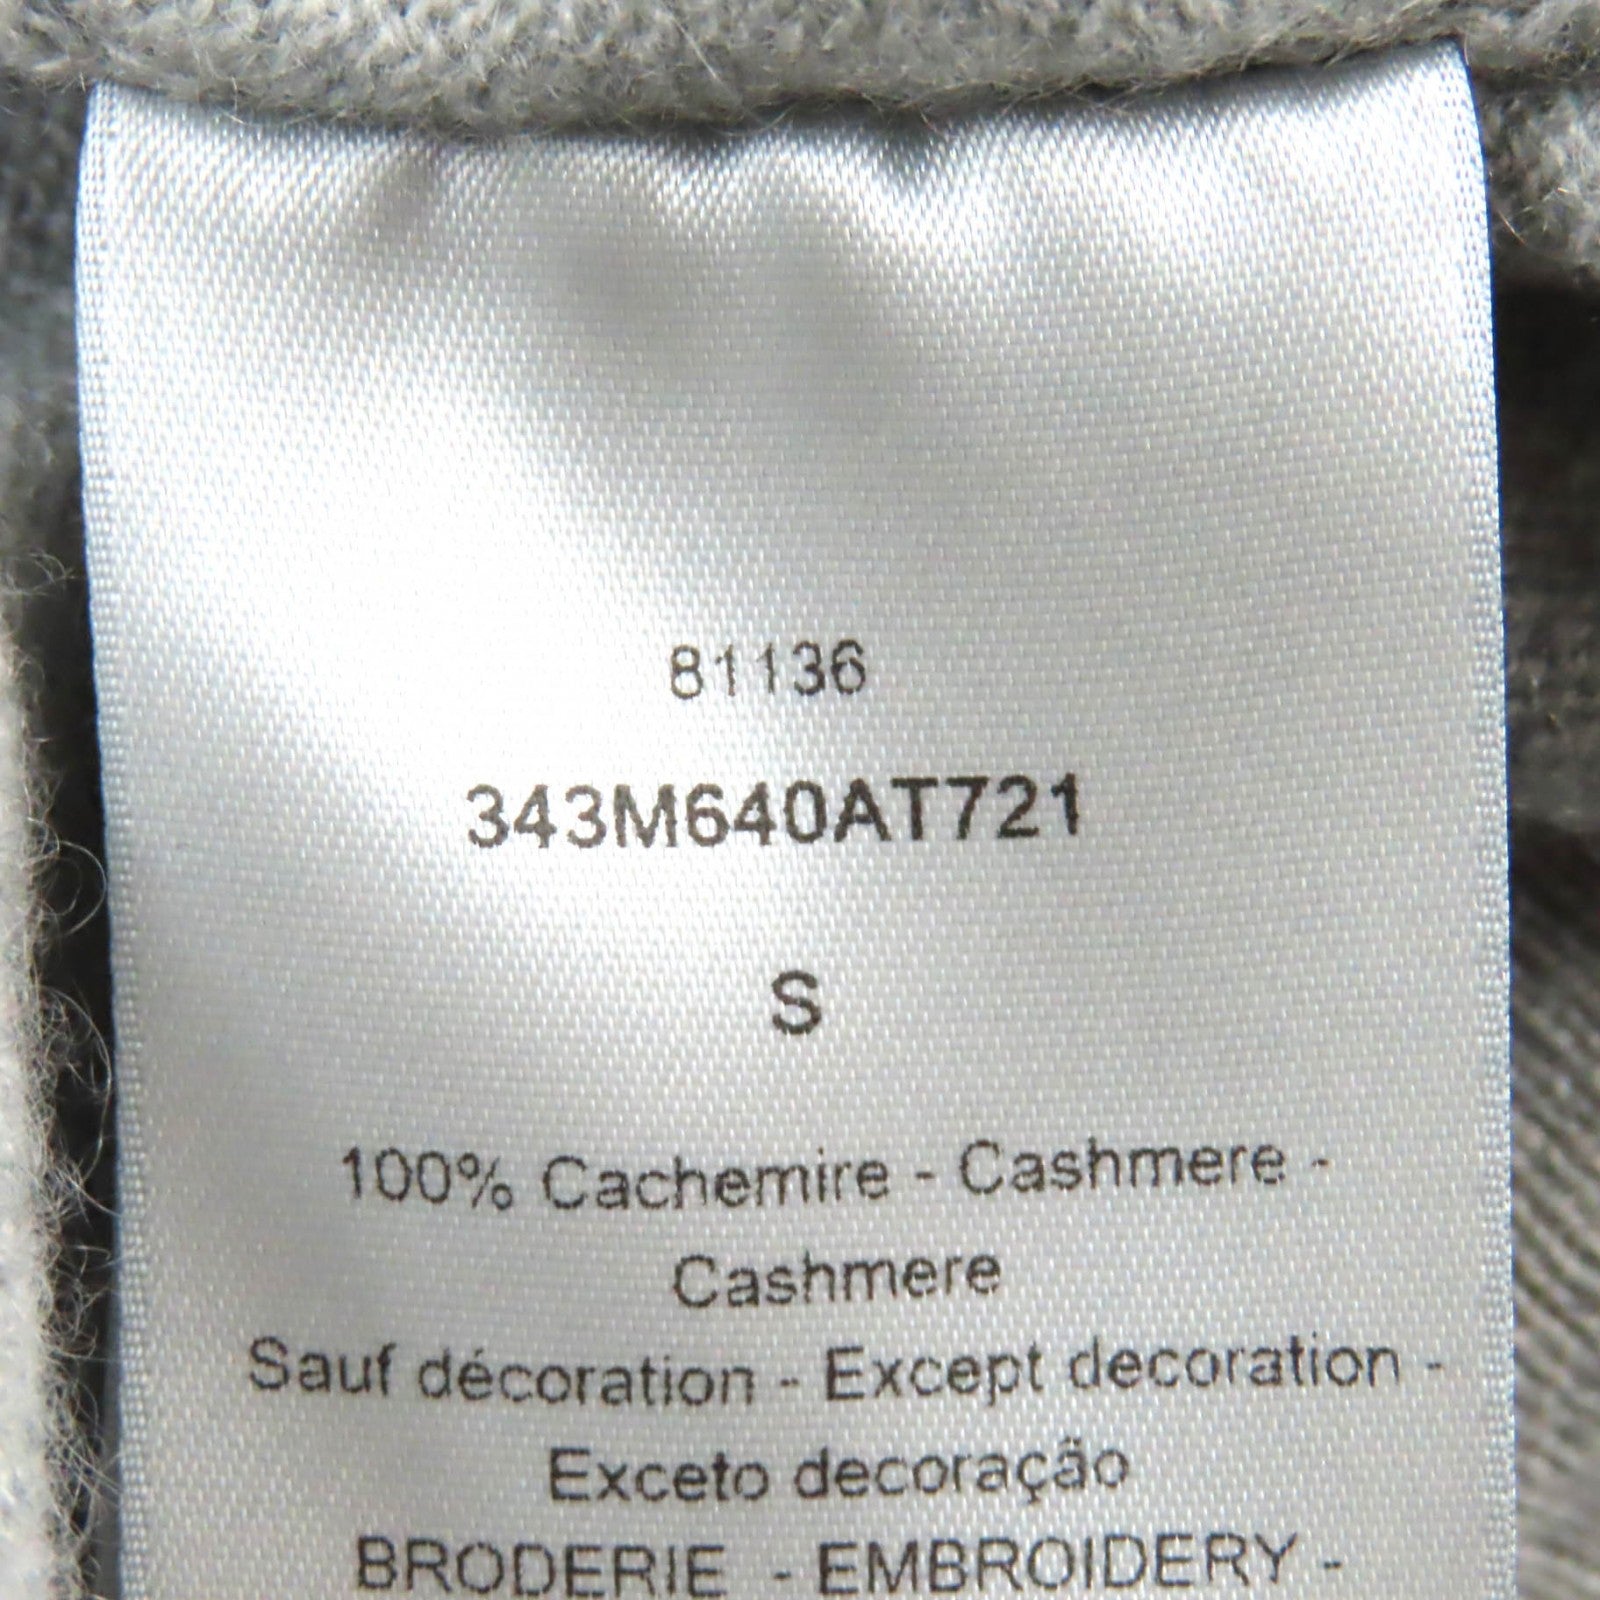 81136
343M640AT721
S
100% Cachemire - Cashmere -
Cashmere
Sauf décoration - Except decoration -
Exceto decoração
BRODERIE - EMBROIDERY -